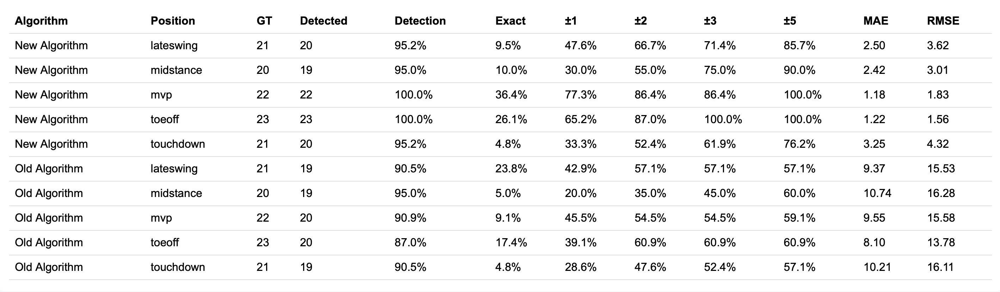 Algorithm Position GT Detected Detection Exact ±1 ±2 ±3 ±5 MAE RMSE
New Algorithm lateswing 21 20 95.2% 9.5% 47.6% 66.7% 71.4% 85.7% 2.50 3.62
New Algorithm midstance 20 19 95.0% 10.0% 30.0% 55.0% 75.0% 90.0% 2.42 3.01
New Algorithm mvp 22 22 100.0% 36.4% 77.3% 86.4% 86.4% 100.0% 1.18 1.83
New Algorithm toeoff 23 23 100.0% 26.1% 65.2% 87.0% 100.0% 100.0% 1.22 1.56
New Algorithm touchdown 21 20 95.2% 4.8% 33.3% 52.4% 61.9% 76.2% 3.25 4.32
Old Algorithm lateswing 21 19 90.5% 23.8% 42.9% 57.1% 57.1% 57.1% 9.37 15.53
Old Algorithm midstance 20 19 95.0% 5.0% 20.0% 35.0% 45.0% 60.0% 10.74 16.28
Old Algorithm mvp 22 20 90.9% 9.1% 45.5% 54.5% 54.5% 59.1% 9.55 15.58
Old Algorithm toeoff 23 20 87.0% 17.4% 39.1% 60.9% 60.9% 60.9% 8.10 13.78
Old Algorithm touchdown 21 19 90.5% 4.8% 28.6% 47.6% 52.4% 57.1% 10.21 16.11